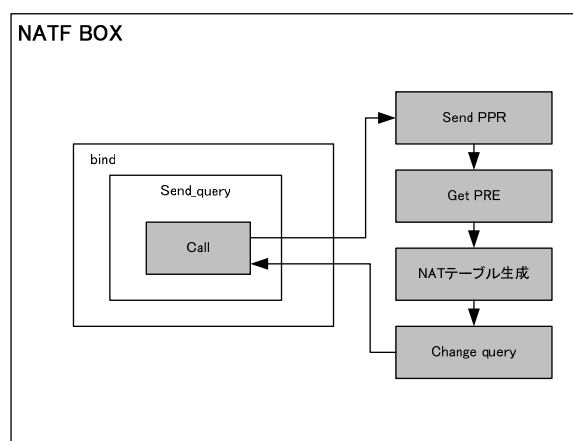 NATF BOX
bind
Send_query
Call
Send PPR
Get PRE
NATテーブル生成
Change query